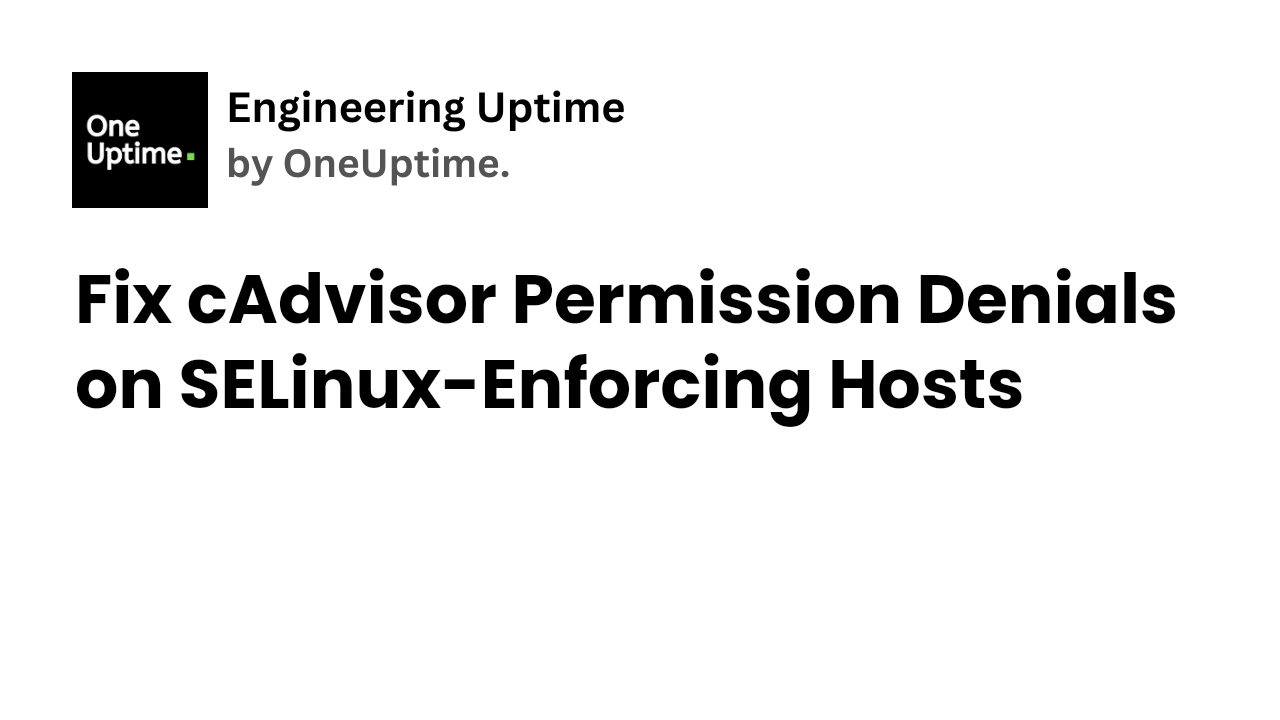 One
Uptime
Engineering Uptime
by OneUptime.
Fix cAdvisor Permission Denials
on SELinux-Enforcing Hosts